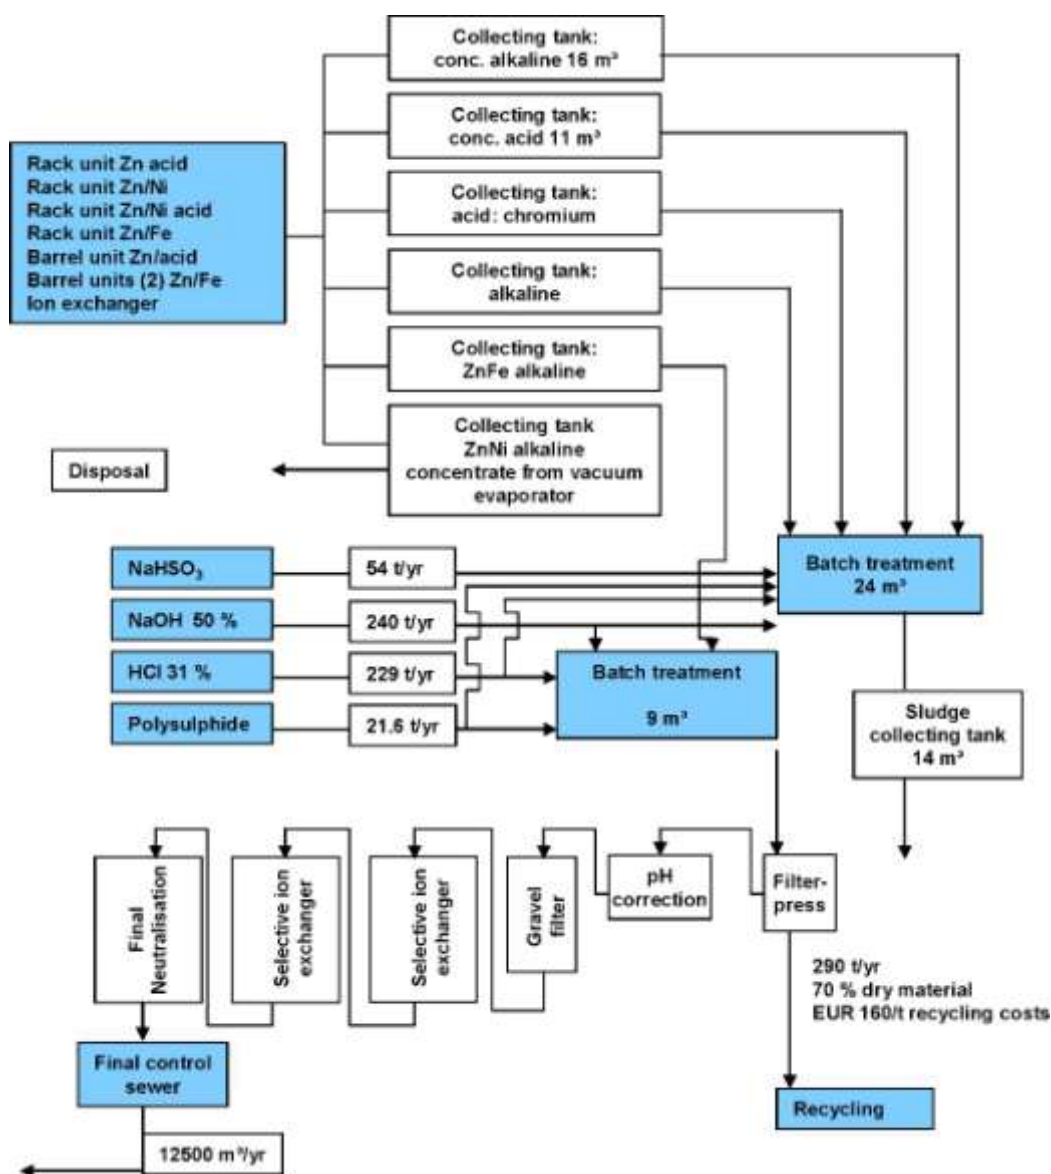 Collecting tank:
conc. alkaline 16 m³
Collecting tank:
conc. acid 11 m³
Rack unit Zn acid
Rack unit Zn/Ni
Rack unit Zn/Ni acid
Rack unit Zn/Fe
Barrel unit Zn/acid
Barrel units (2) Zn/Fe
Ion exchanger
Collecting tank:
acid: chromium
Collecting tank:
alkaline
Collecting tank:
ZnFe alkaline
Collecting tank
ZnNi alkaline
concentrate from vacuum
evaporator
Disposal
NaHSO₃
54 t/yr
Batch treatment
24 m³
NaOH 50 %
240 t/yr
HCl 31 %
229 t/yr
Batch treatment
9 m³
Polysulphide
21.6 t/yr
Sludge
collecting tank
14 m³
Final
Neutralisation
Selective ion
exchanger
Selective ion
exchanger
Gravel
filter
pH
correction
Filter-
press
290 t/yr
70 % dry material
EUR 160/t recycling costs
Final control
sewer
Recycling
12500 m³/yr